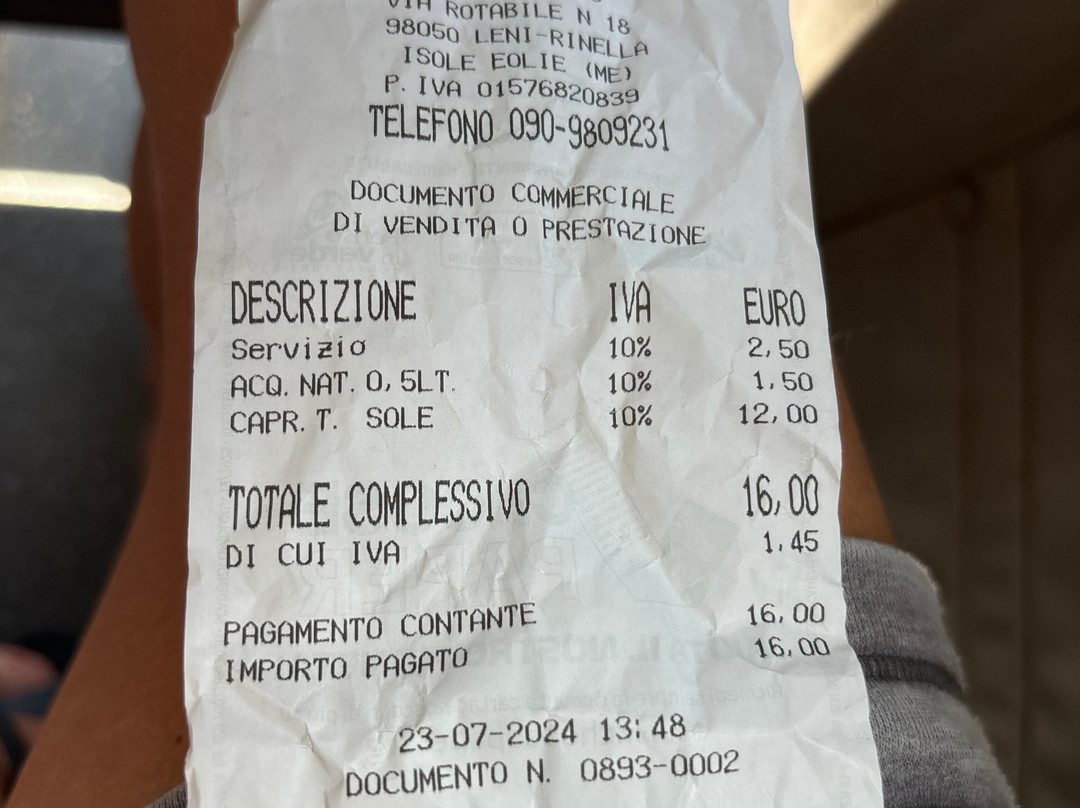 VIA ROTABILE N 18
98050 LENI-RINELLA
ISOLE EOLIE (ME)
P. IVA 01576820839
TELEFONO 090-9809231
DOCUMENTO COMMERCIALE
DI VENDITA O PRESTAZIONE
DESCRIZIONE IVA EURO
Servizio 10% 2,50
ACQ. NAT. 0,5LT. 10% 1,50
CAPR. T. SOLE 10% 12,00
TOTALE COMPLESSIVO 16,00
DI CUI IVA 1,45
PAGAMENTO CONTANTE 16,00
IMPORTO PAGATO 16,00
23-07-2024 13:48
DOCUMENTO N. 0893-0002